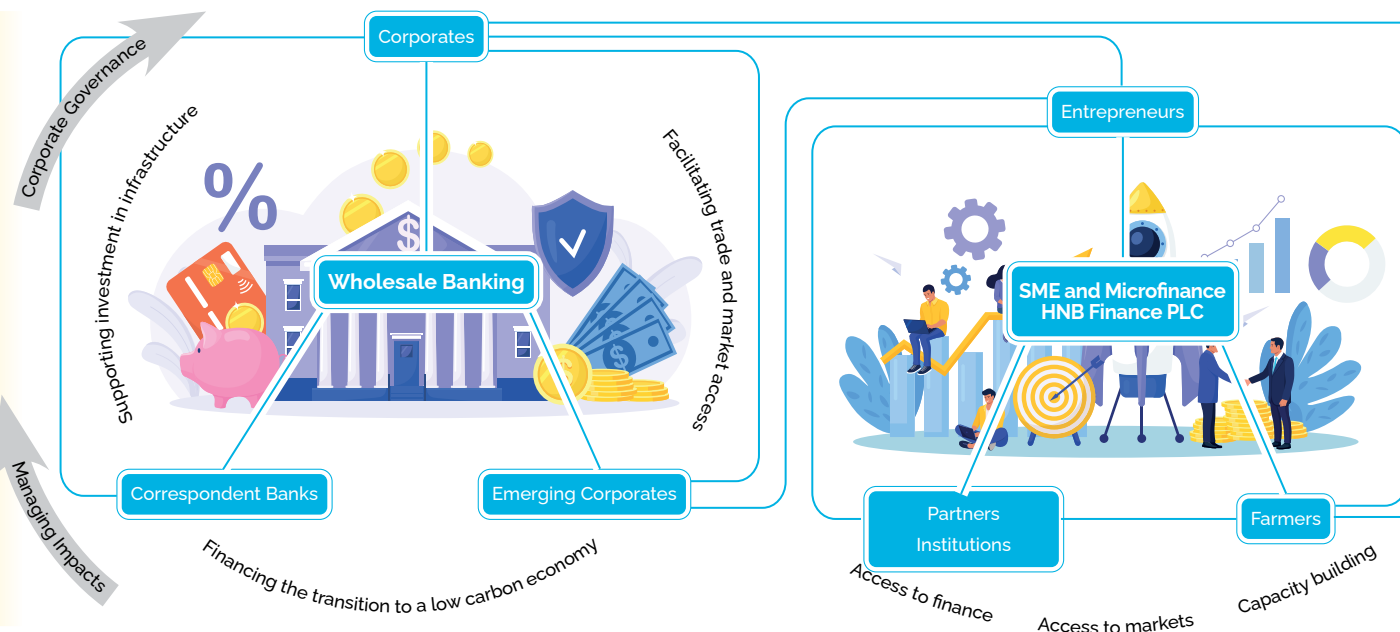 Corporate Governance
Managing Impacts
Corporates
Supporting investment in infrastructure
%
$
Wholesale Banking
Facilitating trade and market access
$
$
Correspondent Banks
Emerging Corporates
Financing the transition to a low carbon economy
Entrepreneurs
SME and Microfinance
HNB Finance PLC
Partners
Institutions
Farmers
Access to finance
Access to markets
Capacity building